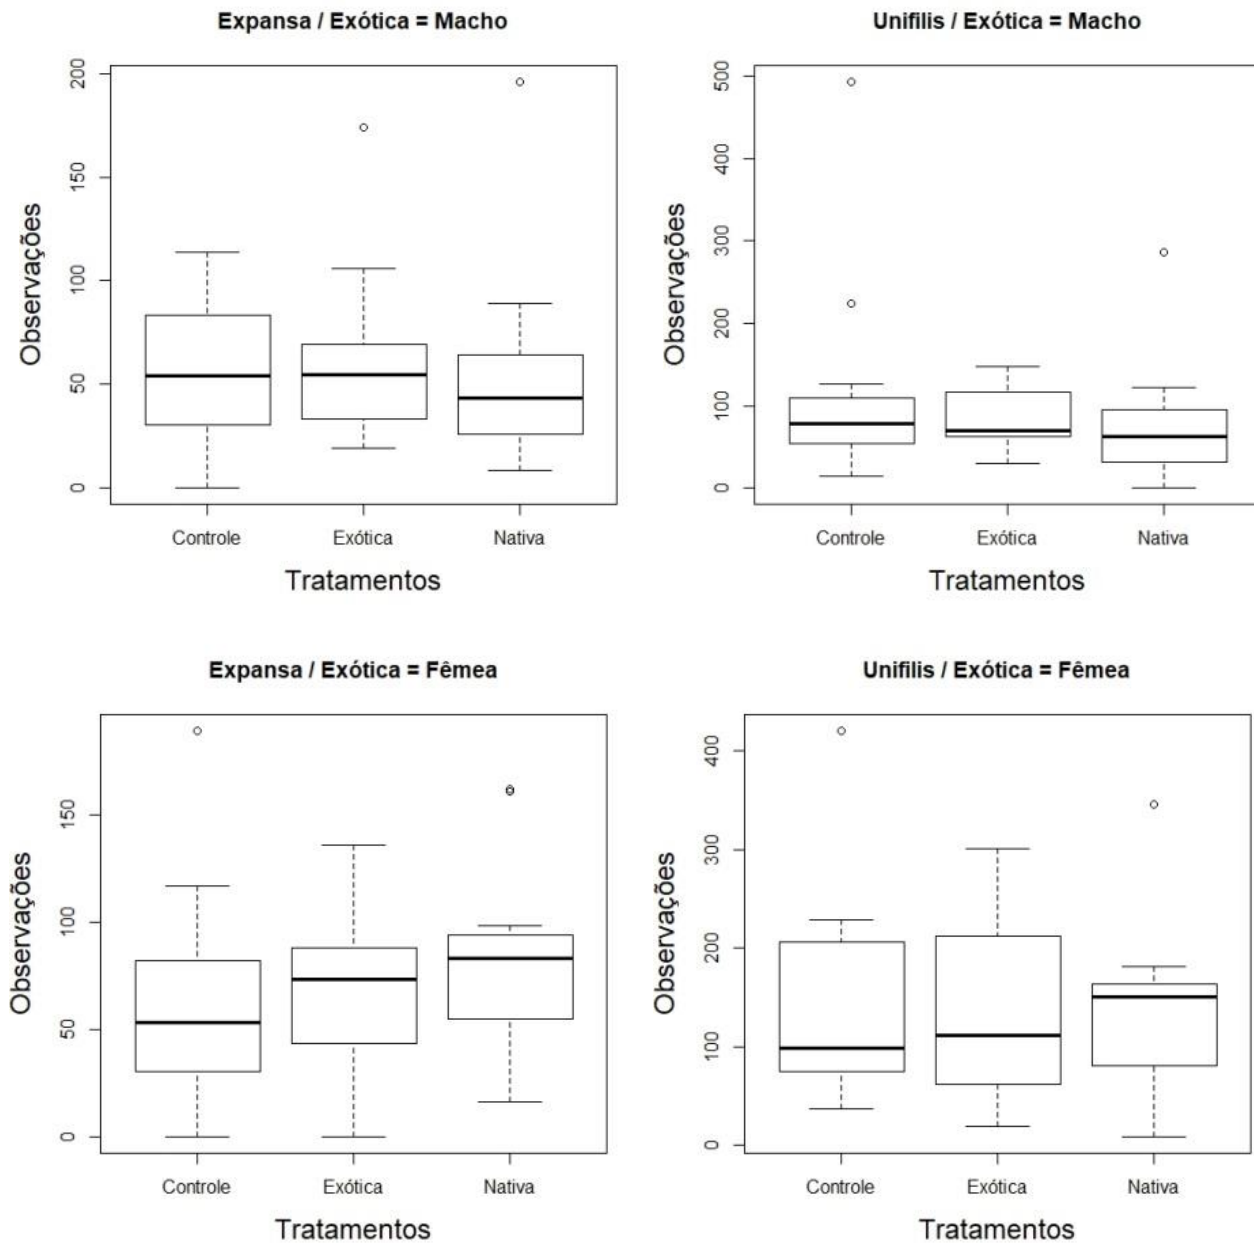 Expansa / Exótica = Macho
Observações
200
150
100
50
0
Controle Exótica Nativa
Tratamentos
Unifilis / Exótica = Macho
Observações
500
400
300
200
100
0
Controle Exótica Nativa
Tratamentos
Expansa / Exótica = Fêmea
Observações
150
100
50
0
Controle Exótica Nativa
Tratamentos
Unifilis / Exótica = Fêmea
Observações
400
300
200
100
0
Controle Exótica Nativa
Tratamentos